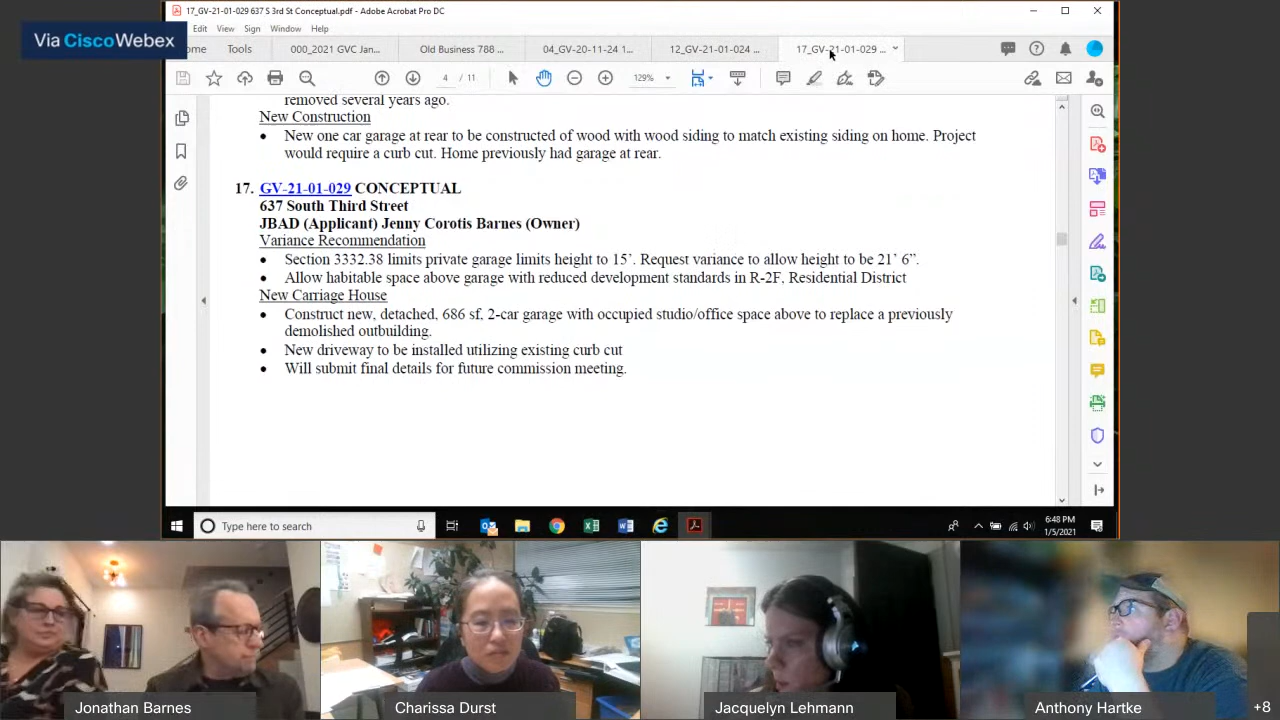 17_GV-21-01-029 637 S 3rd St Conceptual.pdf - Adobe Acrobat Pro DC
Via CiscoWebex
Edit View Sign Window Help
ome Tools 000_2021 GVC Jan... Old Business 788 ... 04_GV-20-11-24 1... 12_GV-21-01-024 ... 17_GV-21-01-029 ...
4 / 11 129%
removed several years ago.
New Construction
• New one car garage at rear to be constructed of wood with wood siding to match existing siding on home. Project
would require a curb cut. Home previously had garage at rear.
17. GV-21-01-029 CONCEPTUAL
637 South Third Street
JBAD (Applicant) Jenny Corotis Barnes (Owner)
Variance Recommendation
• Section 3332.38 limits private garage limits height to 15’. Request variance to allow height to be 21’ 6”.
• Allow habitable space above garage with reduced development standards in R-2F, Residential District
New Carriage House
• Construct new, detached, 686 sf, 2-car garage with occupied studio/office space above to replace a previously
demolished outbuilding.
• New driveway to be installed utilizing existing curb cut
• Will submit final details for future commission meeting.
Type here to search
6:48 PM
1/5/2021
Jonathan Barnes
Charissa Durst
Jacquelyn Lehmann
Anthony Hartke
+8